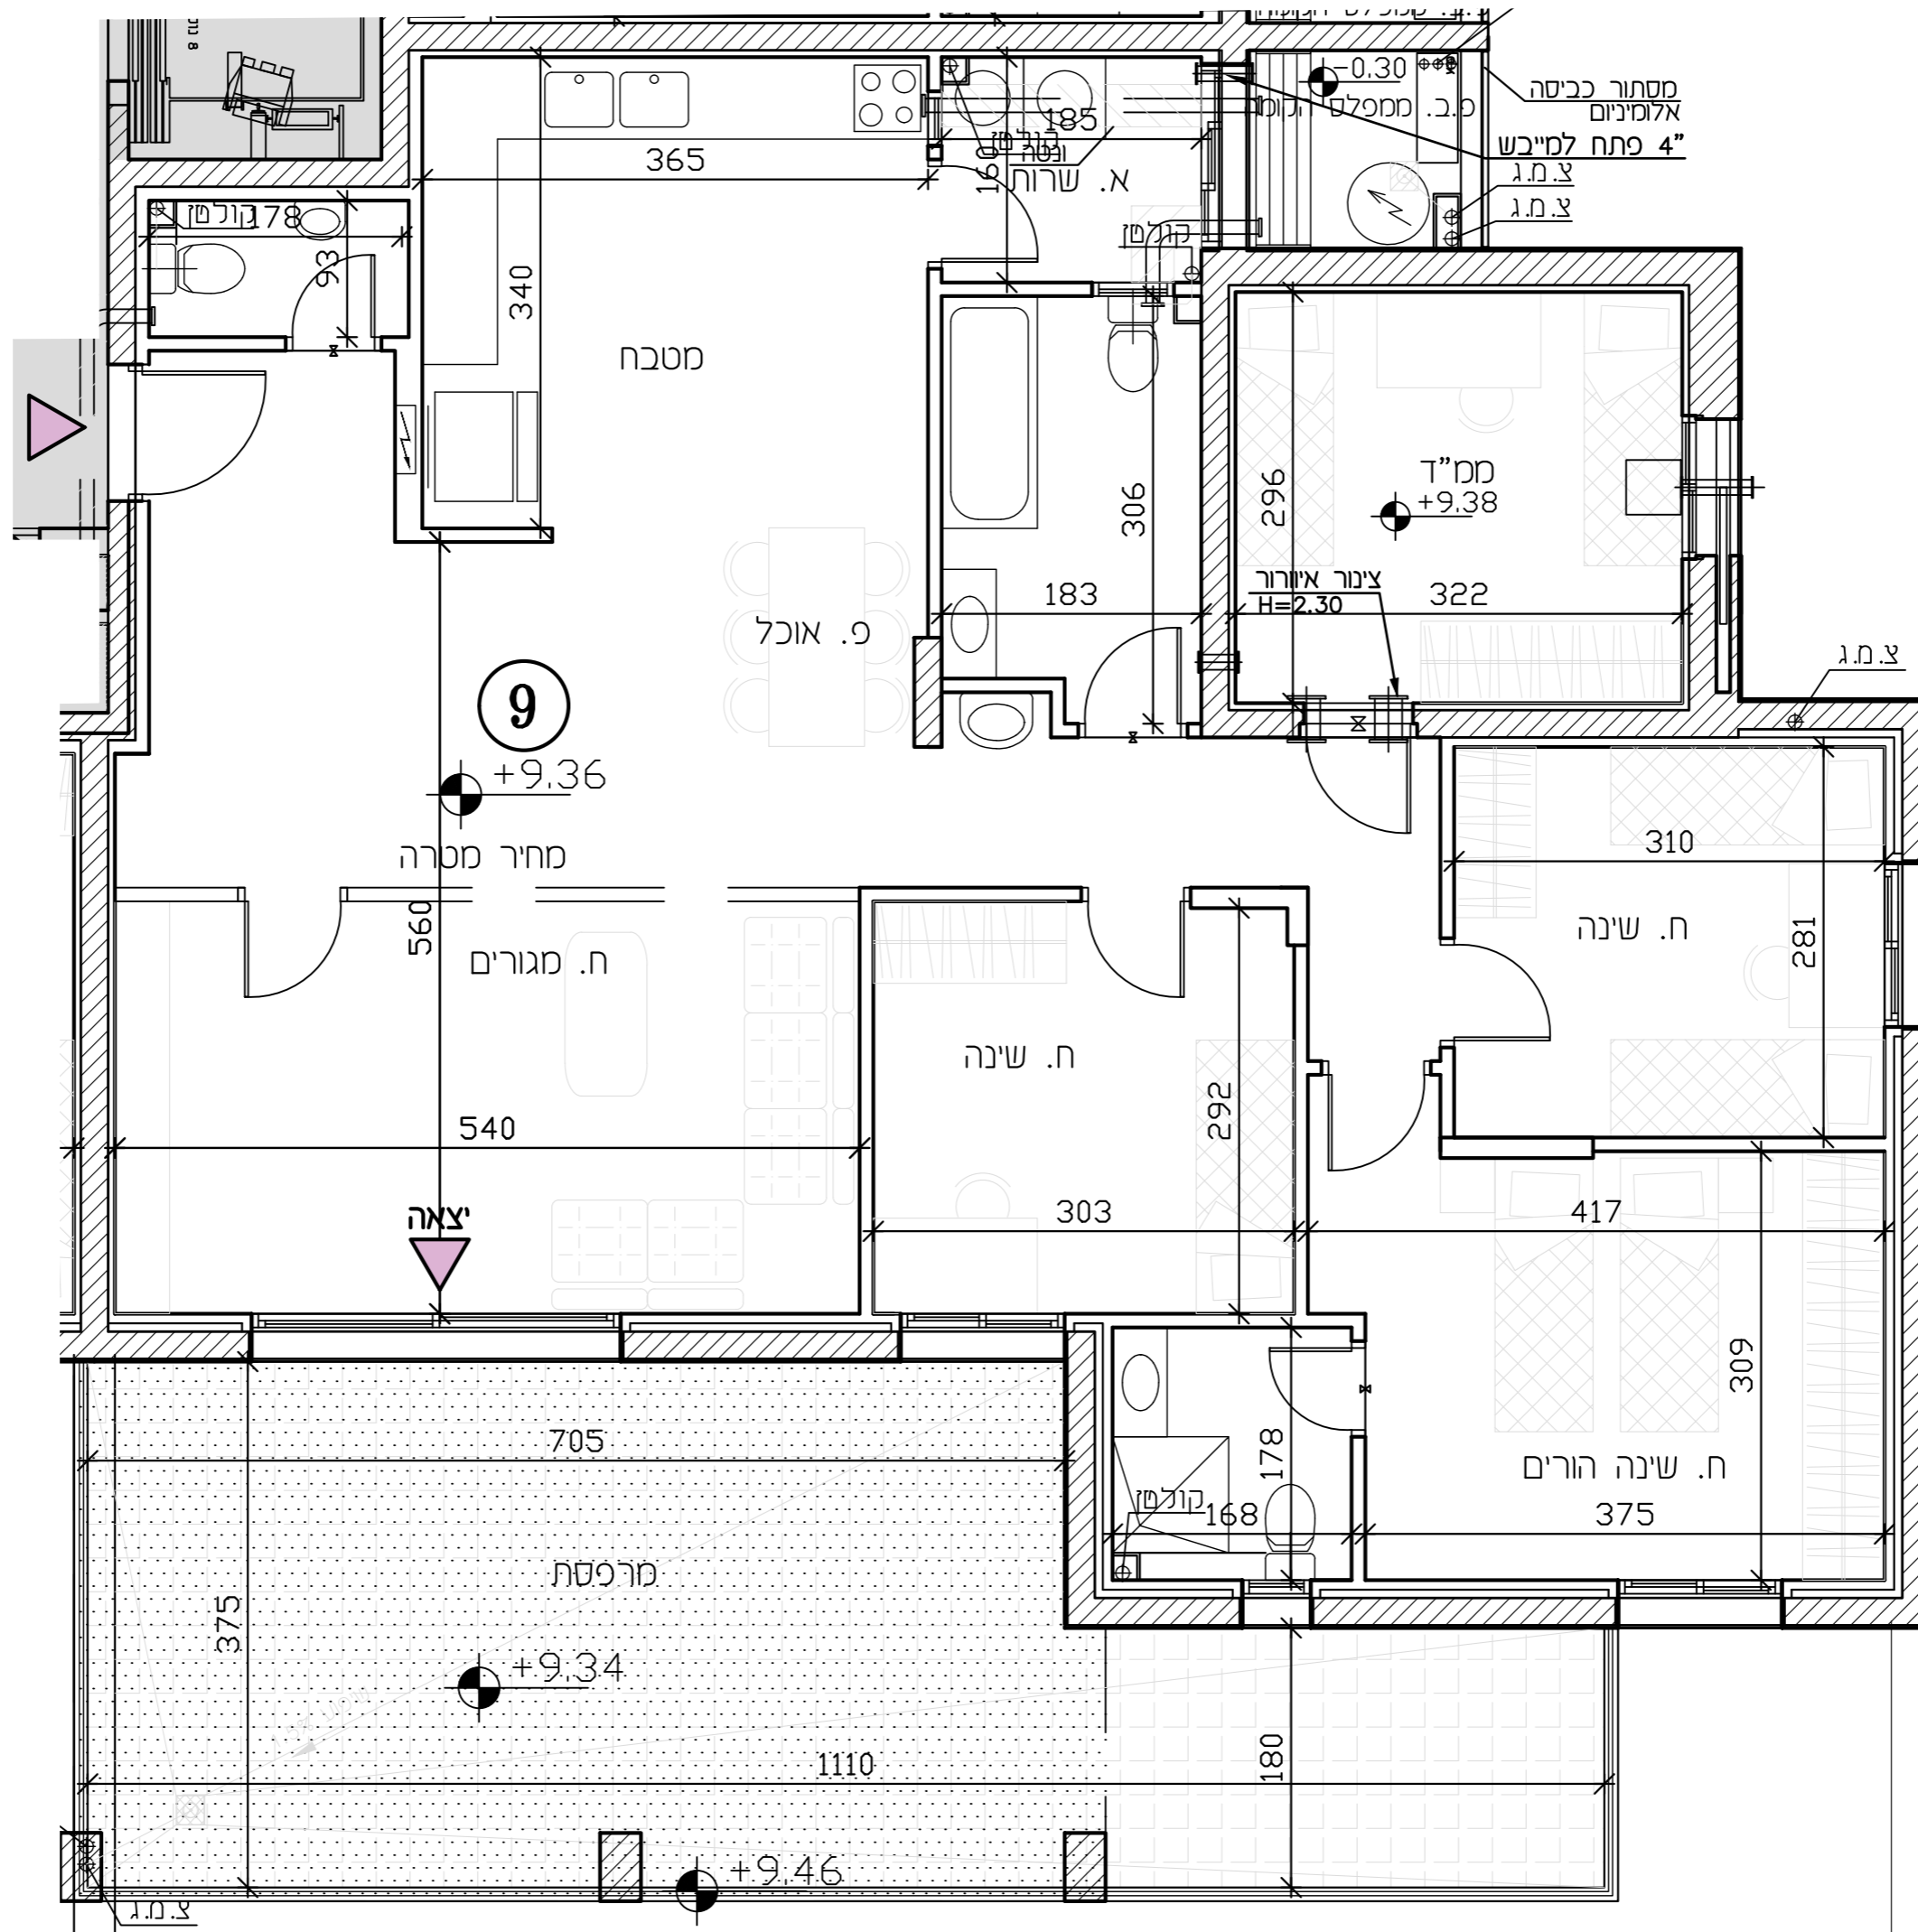 -0.30
פ.ב. ממפלס הקומ
מסתור כביסה
אלומיניום
4" פתח למייבש
צ.מ.ג
צ.מ.ג
365
185
קולטן
ונטה
160
א. שרות
קולטן
178
93
קולטן
340
מטבח
306
183
ממ"ד
+9.38
296
322
צינור איוורור
H=2.30
צ.מ.ג
פ. אוכל
9
+9.36
מחיר מטרה
560
ח. מגורים
540
יצאה
ח. שינה
292
303
310
ח. שינה
281
417
309
ח. שינה הורים
375
178
קולטן
168
705
מרפסת
375
+9.34
1110
180
+9.46
צ.מ.ג